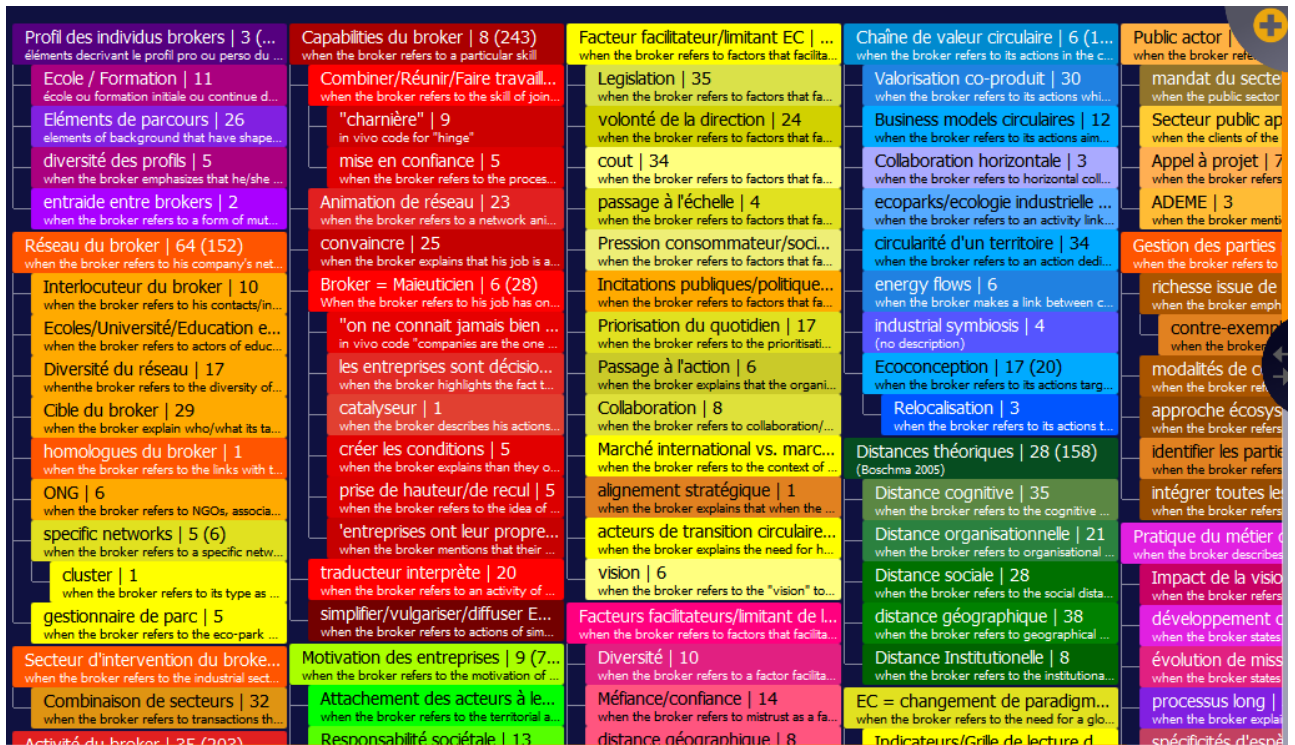 Profil des individus brokers | 3 (...
éléments decrivant le profil pro ou perso du ...
Ecole / Formation | 11
école ou formation initiale ou continue d...
Eléments de parcours | 26
elements of background that have shape...
diversité des profils | 5
when the broker emphasizes that he/she ...
entraide entre brokers | 2
when the broker refers to a form of mut...
Réseau du broker | 64 (152)
when the broker refers to his company's net...
Interlocuteur du broker | 10
when the broker refers to his contacts/in...
Ecoles/Université/Education e...
when the broker refers to actors of educ...
Diversité du réseau | 17
whenthe broker refers to the diversity of...
Cible du broker | 29
when the broker explain who/what its ta...
homologues du broker | 1
when the broker refers to the links with t...
ONG | 6
when the broker refers to NGOs, associa...
specific networks | 5 (6)
when the broker refers to a specific netw...
cluster | 1
when the broker refers to its type as ...
gestionnaire de parc | 5
when the broker refers to the eco-park ...
Secteur d'intervention du broke...
when the broker refers to the industrial sect...
Combinaison de secteurs | 32
when the broker refers to transactions th...
Activité du broker | 35 (203)
Capabilities du broker | 8 (243)
when the broker refers to a particular skill
Combiner/Réunir/Faire travaill...
when the broker refers to the skill of join...
"charnière" | 9
in vivo code for "hinge"
mise en confiance | 5
when the broker refers to the proces...
Animation de réseau | 23
when the broker refers to a network ani...
convaincre | 25
when the broker explains that his job is a...
Broker = Maïeuticien | 6 (28)
When the broker refers to his job has on...
"on ne connait jamais bien ...
in vivo code "companies are the one ...
les entreprises sont décisio...
when the broker highlights the fact t...
catalyseur | 1
when the broker describes his actions...
créer les conditions | 5
when the broker explains than they o...
prise de hauteur/de recul | 5
when the broker refers to the idea of ...
'entreprises ont leur propre...
when the broker mentions that their ...
traducteur interprète | 20
when the broker refers to an activity of ...
simplifier/vulgariser/diffuser E...
when the broker refers to actions of sim...
Motivation des entreprises | 9 (7...
when the broker refers to the motivation of ...
Attachement des acteurs à le...
when the broker refers to the territorial a...
Responsabilité sociétale | 13
Facteur facilitateur/limitant EC | ...
when the broker refers to factors that facilita...
Legislation | 35
when the broker refers to factors that fa...
volonté de la direction | 24
when the broker refers to factors that fa...
cout | 34
when the broker refers to factors that fa...
passage à l'échelle | 4
when the broker refers to factors that fa...
Pression consommateur/soci...
when the broker refers to factors that fa...
Incitations publiques/politique...
when the broker refers to factors that fa...
Priorisation du quotidien | 17
when the broker refers to the prioritisati...
Passage à l'action | 6
when the broker explains that the organi...
Collaboration | 8
when the broker refers to collaboration/...
Marché international vs. marc...
when the broker refers to the context of ...
alignement stratégique | 1
when the broker explains that when the ...
acteurs de transition circulaire...
when the broker explains the need for h...
vision | 6
when the broker refers to the "vision" to...
Facteurs facilitateurs/limitant de l...
when the broker refers to factors that facilita...
Diversité | 10
when the broker refers to a factor facilita...
Méfiance/confiance | 14
when the broker refers to mistrust as a fa...
distance géographique | 8
Chaîne de valeur circulaire | 6 (1...
when the broker refers to its actions in the c...
Valorisation co-produit | 30
when the broker refers to its actions whi...
Business models circulaires | 12
when the broker refers to its actions aim...
Collaboration horizontale | 3
when the broker refers to horizontal coll...
ecoparks/ecologie industrielle ...
when the broker refers to an activity link...
circularité d'un territoire | 34
when the broker refers to an action dedi...
energy flows | 6
when the broker makes a link between c...
industrial symbiosis | 4
(no description)
Ecoconception | 17 (20)
when the broker refers to its actions targ...
Relocalisation | 3
when the broker refers to its actions t...
Distances théoriques | 28 (158)
(Boschma 2005)
Distance cognitive | 35
when the broker refers to the cognitive ...
Distance organisationnelle | 21
when the broker refers to organisational ...
Distance sociale | 28
when the broker refers to the social dista...
distance géographique | 38
when the broker refers to geographical ...
Distance Institutionelle | 8
when the broker refers to the instituționa...
EC = changement de paradigm...
when the broker refers to the need for a glo...
Indicateurs/Grille de lecture d...
Public actor |
when the broker refe
mandat du secte
when the public sector
Secteur public ap
when the clients of the
Appel à projet | 7
when the broker refers
ADEME | 3
when the broker menti
Gestion des parties
when the broker refers to
richesse issue de
when the broker emph
contre-exemp
when the broker
modalités de c
when the broker ref
approche écosys
when the broker refers
identifier les partie
when the broker refers
intégrer toutes les
when the broker refers
Pratique du métier d
when the broker describes
Impact de la visio
when the broker refers
développement d
when the broker states
évolution de miss
when the broker states
processus long |
when the broker explai
spécificités d'espè